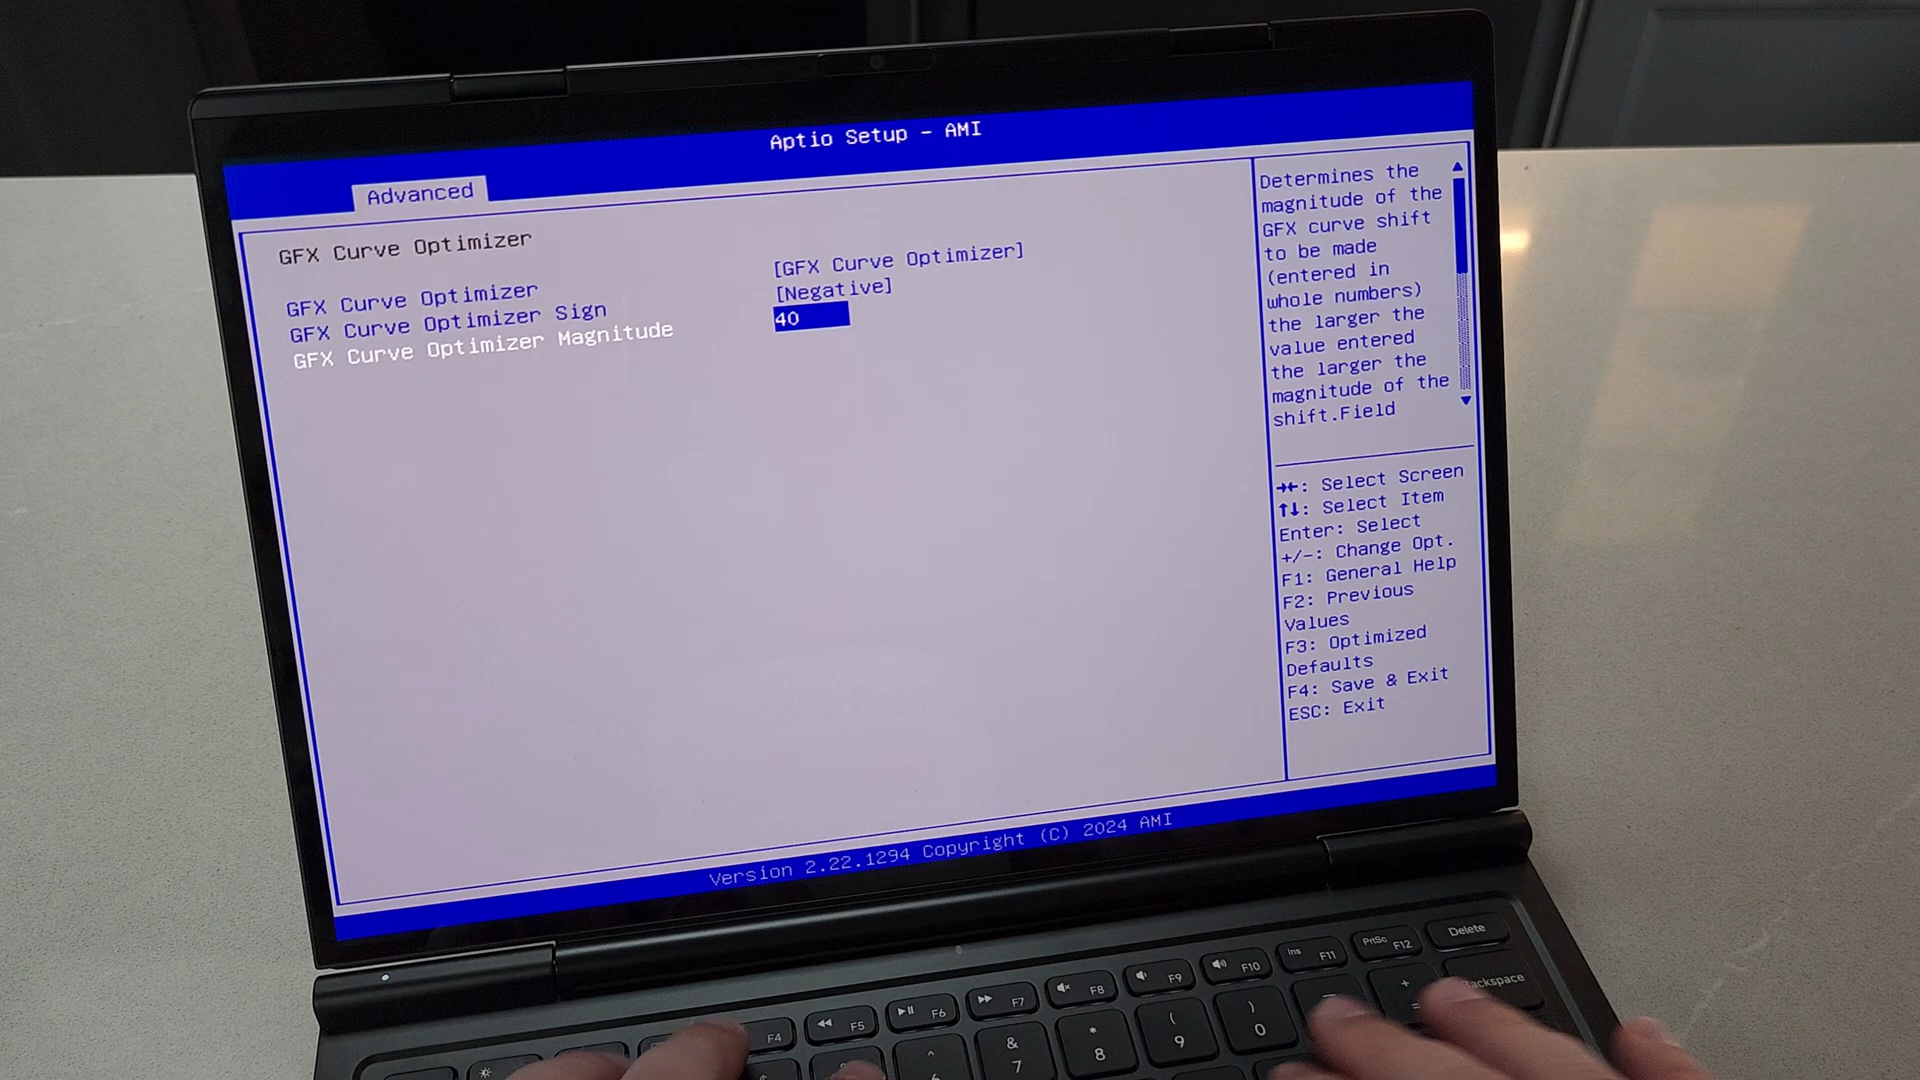 Aptio Setup - AMI
Advanced
GFX Curve Optimizer
GFX Curve Optimizer [GFX Curve Optimizer]
GFX Curve Optimizer Sign [Negative]
GFX Curve Optimizer Magnitude 40
Determines the
magnitude of the
GFX curve shift
to be made
(entered in
whole numbers)
the larger the
value entered
the larger the
magnitude of the
shift.Field
→←: Select Screen
↑↓: Select Item
Enter: Select
+/-: Change Opt.
F1: General Help
F2: Previous
Values
F3: Optimized
Defaults
F4: Save & Exit
ESC: Exit
Version 2.22.1294 Copyright (C) 2024 AMI
F4 F5 F6 F7 F8 F9 F10 Ins F11 PrtSc F12 Delete
^ & 7 * 8 ( 9 ) 0 + = Backspace